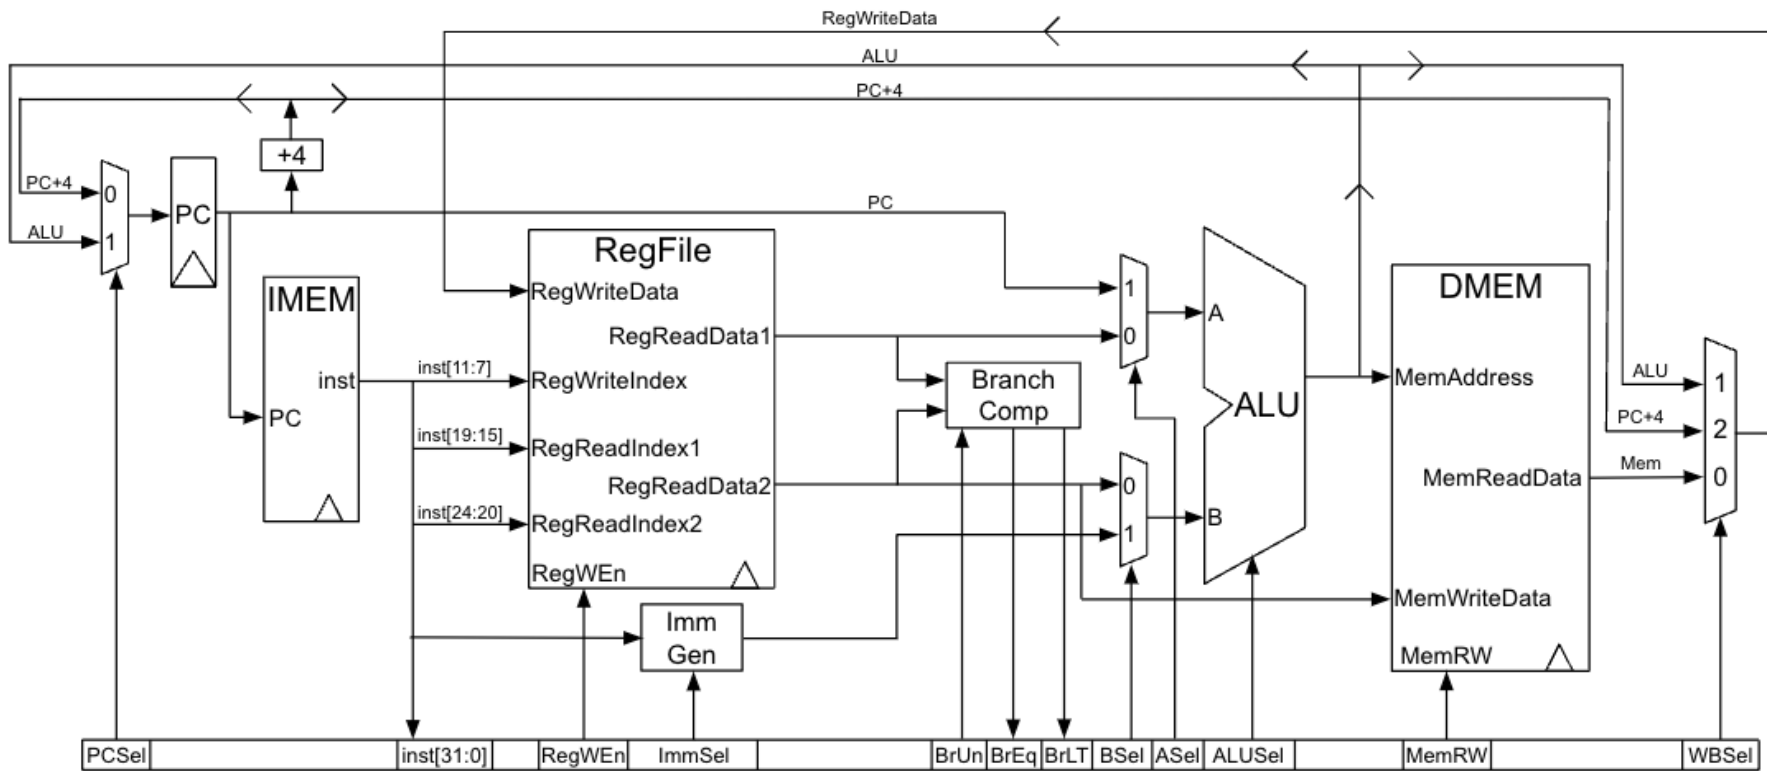 RegWriteData
ALU
PC+4
+4
PC+4
0
PC
PC
ALU
1
RegFile
IMEM
RegWriteData
1
A
DMEM
RegReadData1
0
inst
inst[11:7]
RegWriteIndex
Branch
Comp
MemAddress
ALU
1
PC
ALU
PC+4
2
inst[19:15]
RegReadIndex1
RegReadData2
0
MemReadData
Mem
0
inst[24:20]
RegReadIndex2
1
B
RegWEn
Imm
Gen
MemWriteData
MemRW
PCSel
inst[31:0]
RegWEn
ImmSel
BrUn
BrEq
BrLT
BSel
ASel
ALUSel
MemRW
WBSel